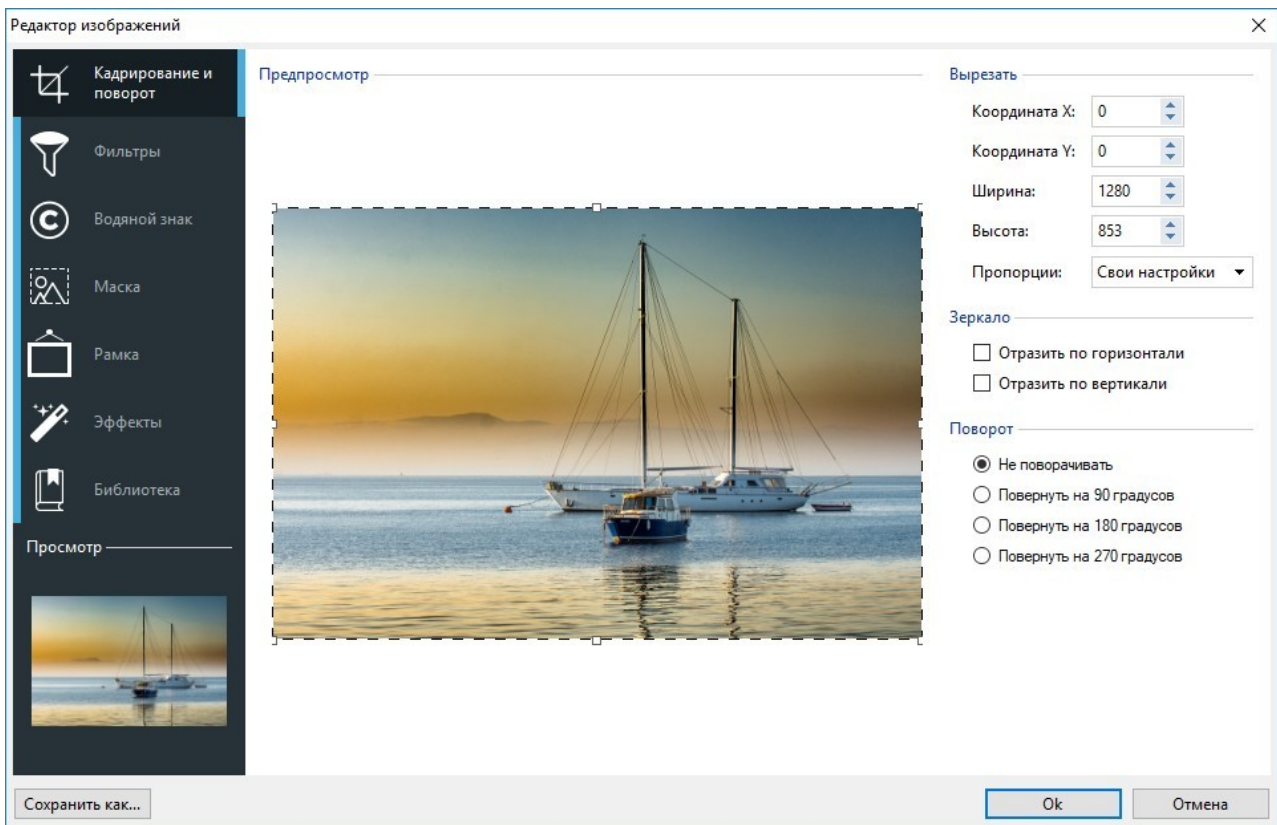 Редактор изображений
Кадрирование и
поворот
Фильтры
Водяной знак
Маска
Рамка
Эффекты
Библиотека
Просмотр
Предпросмотр
Вырезать
Координата X: 0
Координата Y: 0
Ширина: 1280
Высота: 853
Пропорции: Свои настройки
Зеркало
Отразить по горизонтали
Отразить по вертикали
Поворот
Не поворачивать
Повернуть на 90 градусов
Повернуть на 180 градусов
Повернуть на 270 градусов
Сохранить как...
Ok
Отмена